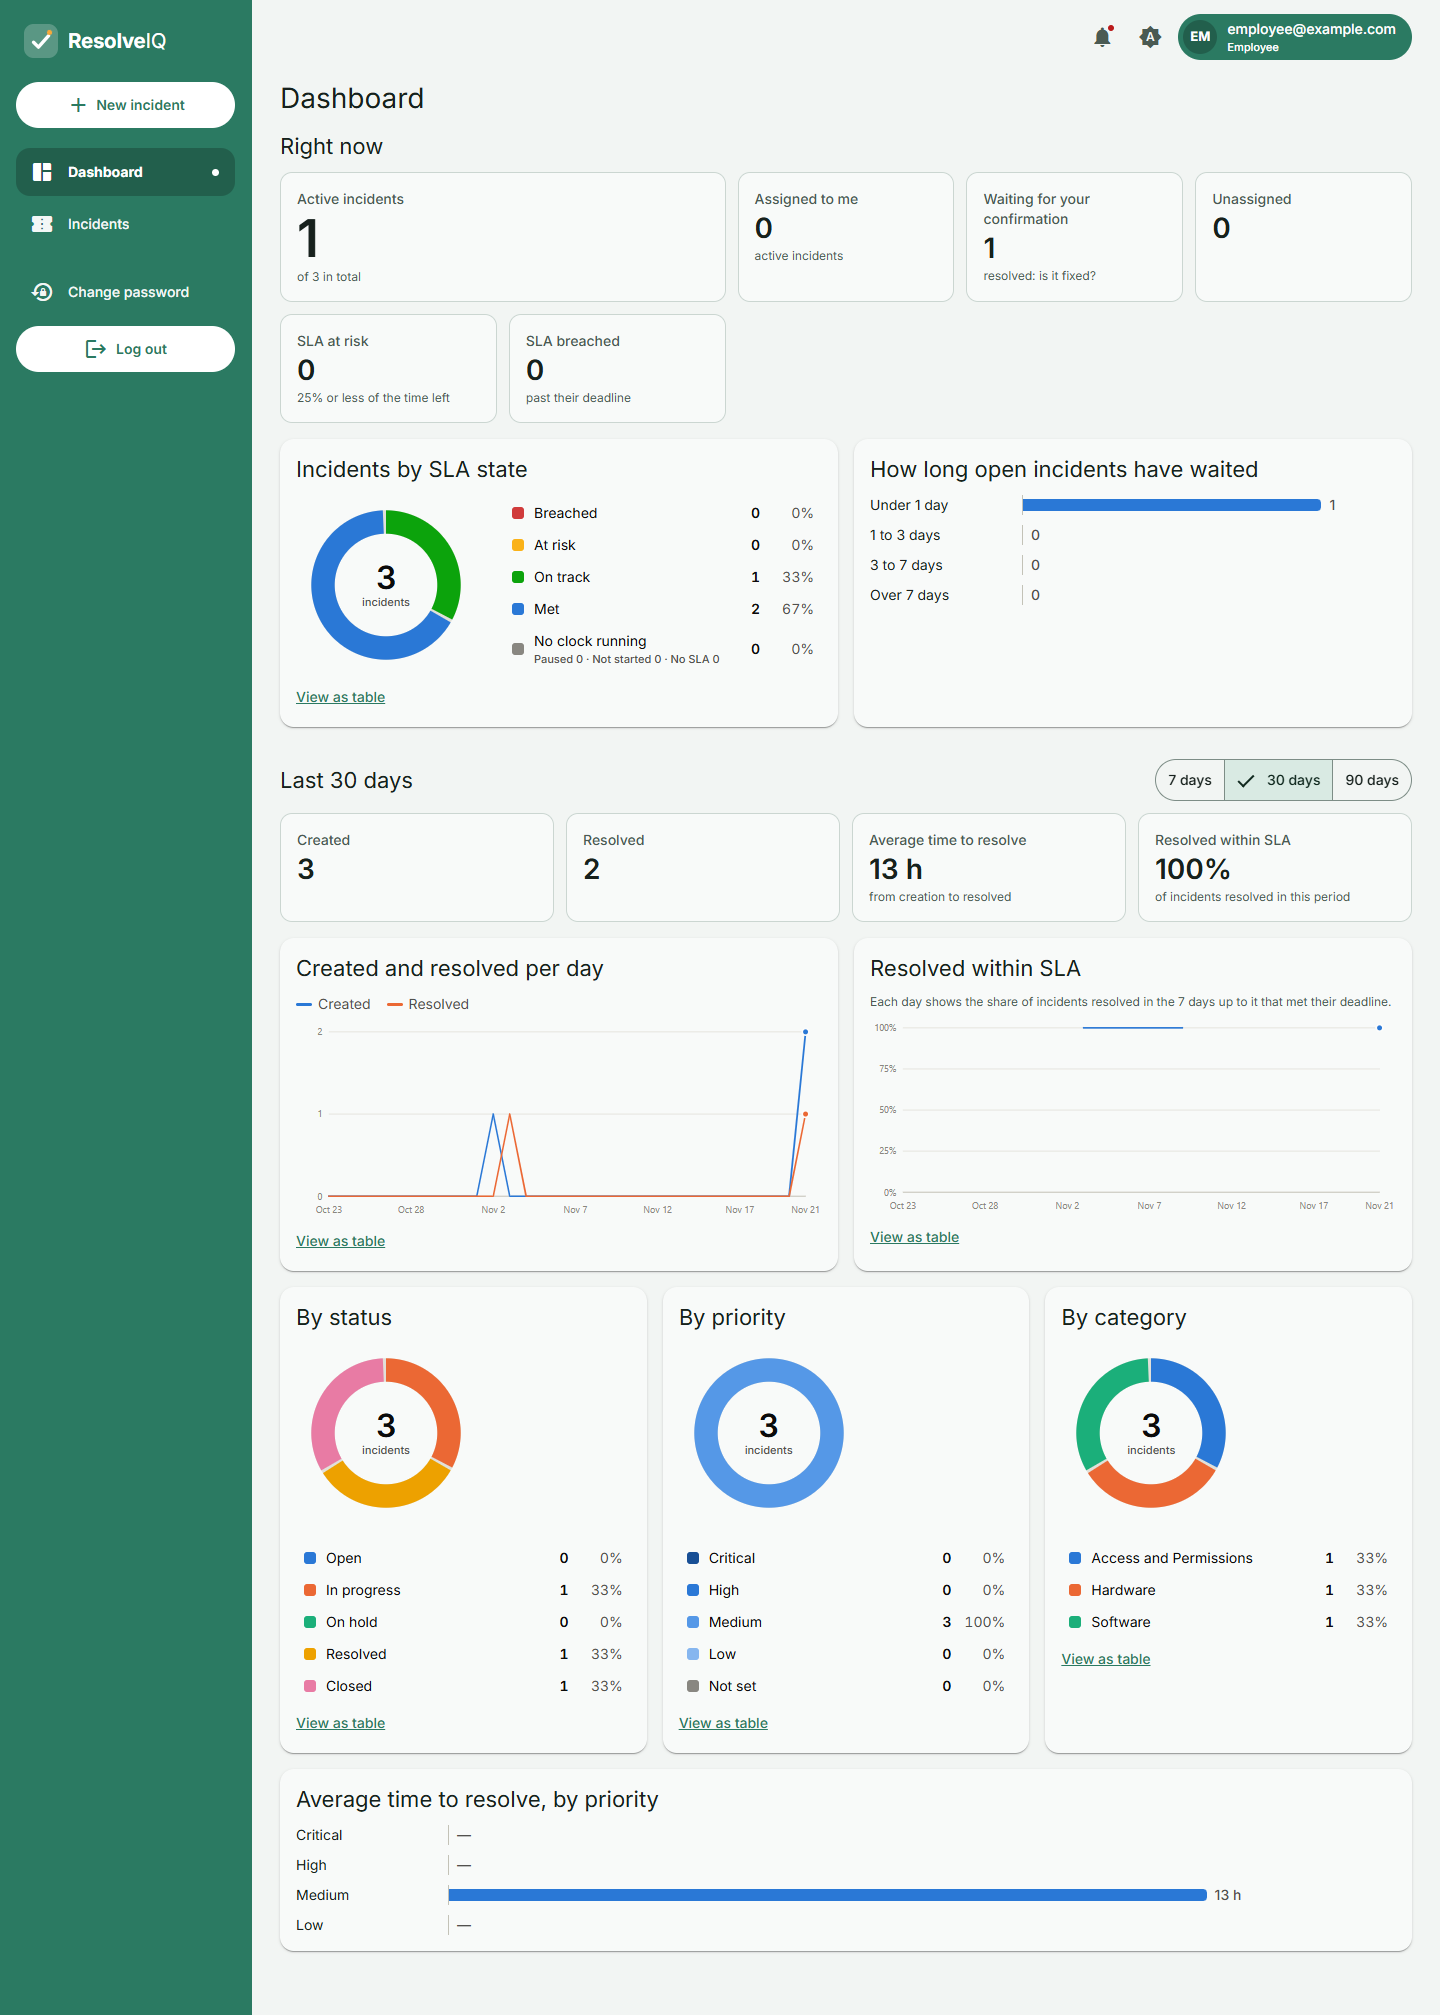 ResolveIQ
New incident
Dashboard
Incidents
Change password
Log out
A
EM
employee@example.com
Employee
Dashboard
Right now
Active incidents
1
of 3 in total
Assigned to me
0
active incidents
Waiting for your
confirmation
1
resolved: is it fixed?
Unassigned
0
SLA at risk
0
25% or less of the time left
SLA breached
0
past their deadline
Incidents by SLA state
3
incidents
Breached 0 0%
At risk 0 0%
On track 1 33%
Met 2 67%
No clock running 0 0%
Paused 0 · Not started 0 · No SLA 0
View as table
How long open incidents have waited
Under 1 day 1
1 to 3 days 0
3 to 7 days 0
Over 7 days 0
Last 30 days
7 days 30 days 90 days
Created
3
Resolved
2
Average time to resolve
13 h
from creation to resolved
Resolved within SLA
100%
of incidents resolved in this period
Created and resolved per day
Created Resolved
2
1
0
Oct 23 Oct 28 Nov 2 Nov 7 Nov 12 Nov 17 Nov 21
View as table
Resolved within SLA
Each day shows the share of incidents resolved in the 7 days up to it that met their deadline.
100%
75%
50%
25%
0%
Oct 23 Oct 28 Nov 2 Nov 7 Nov 12 Nov 17 Nov 21
View as table
By status
3
incidents
Open 0 0%
In progress 1 33%
On hold 0 0%
Resolved 1 33%
Closed 1 33%
View as table
By priority
3
incidents
Critical 0 0%
High 0 0%
Medium 3 100%
Low 0 0%
Not set 0 0%
View as table
By category
3
incidents
Access and Permissions 1 33%
Hardware 1 33%
Software 1 33%
View as table
Average time to resolve, by priority
Critical —
High —
Medium 13 h
Low —